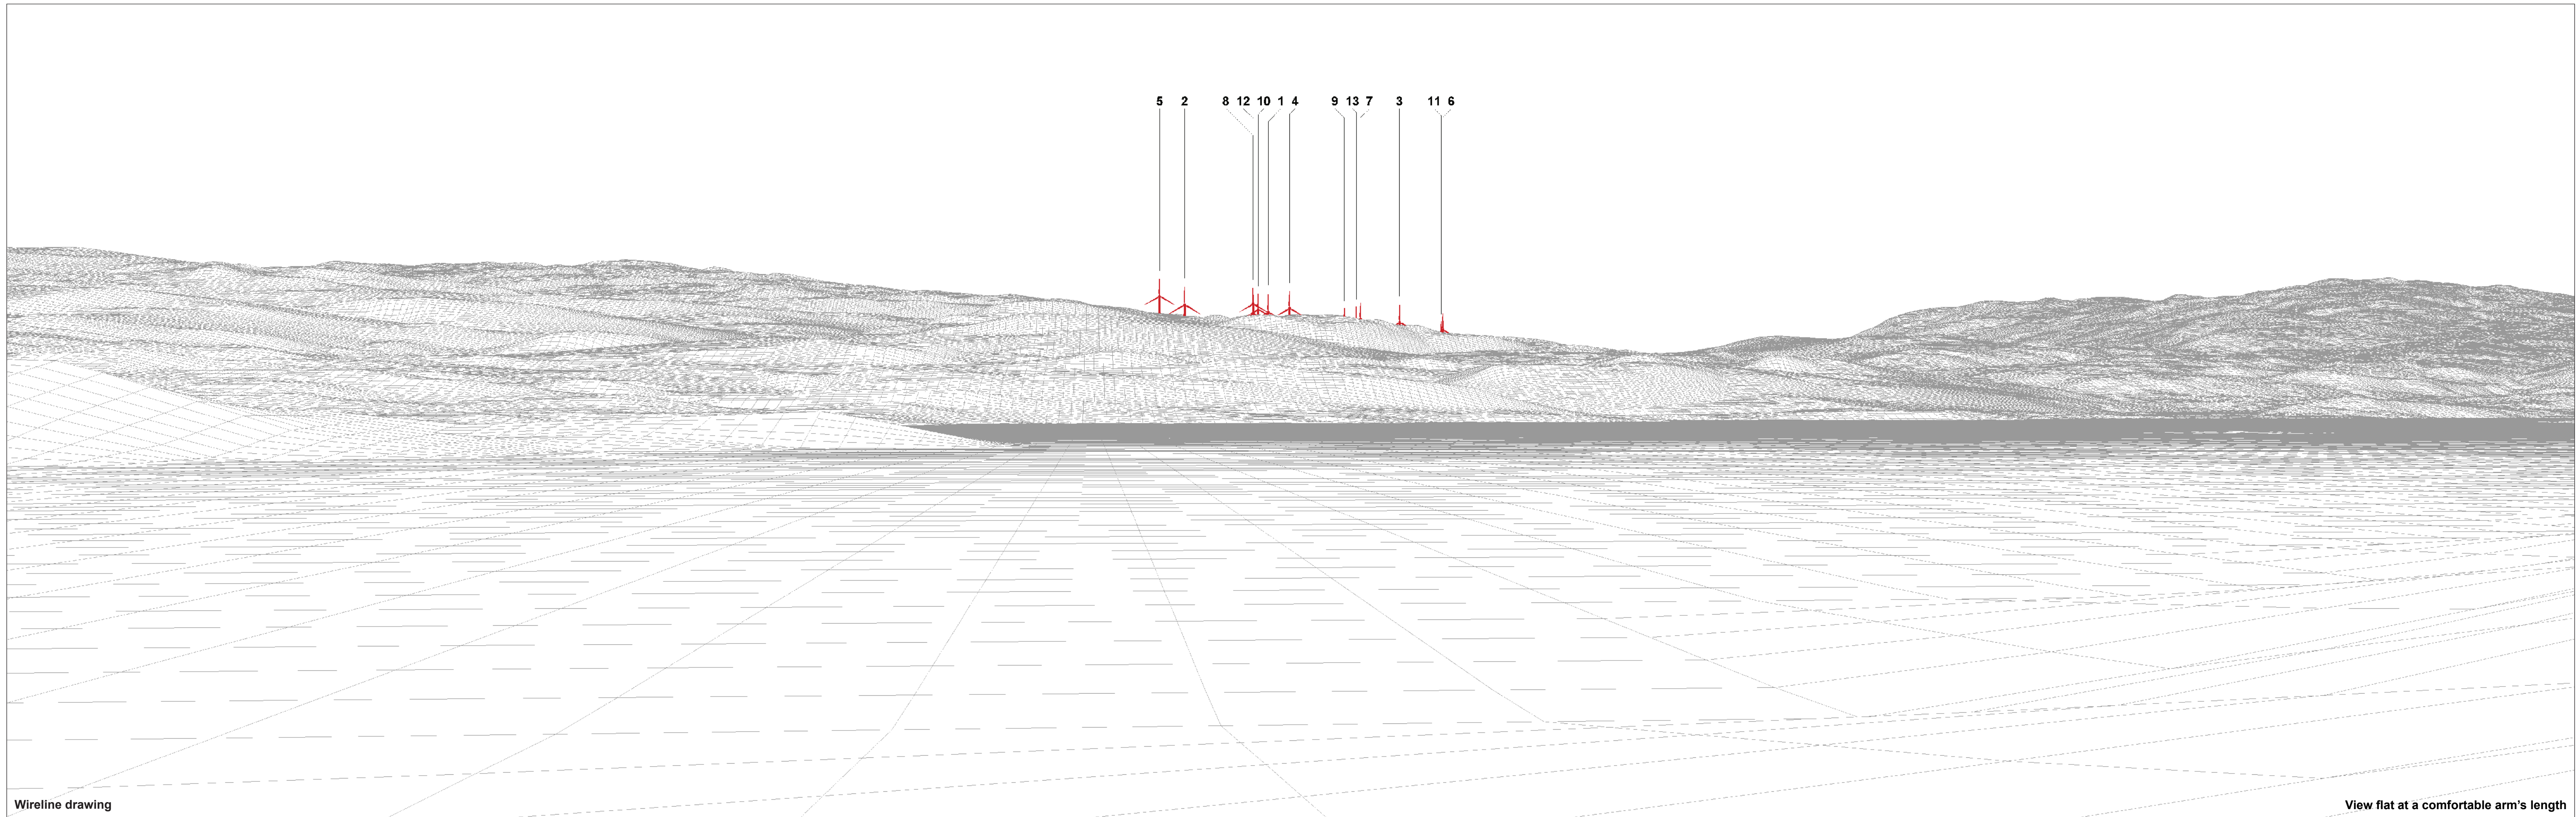 5 2 8 12 10 1 4 9 13 7 3 11 6
Wireline drawing
View flat at a comfortable arm's length